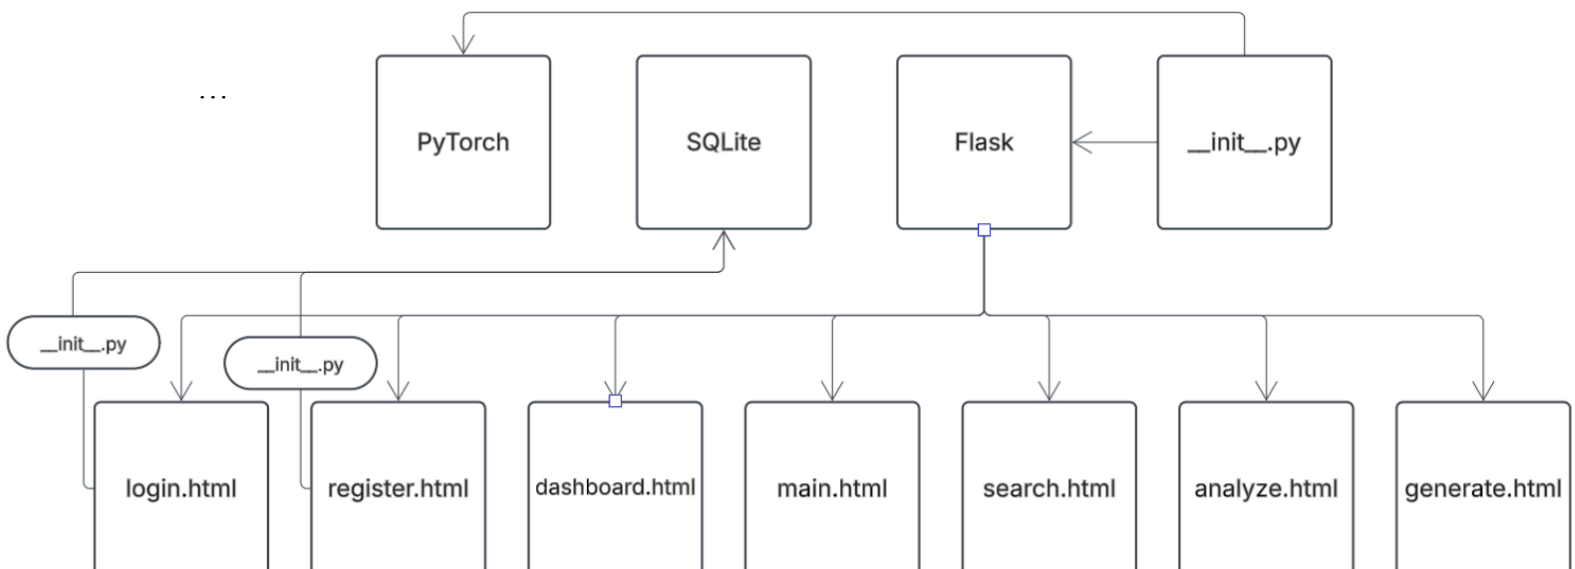 ...
PyTorch
SQLite
Flask
__init__.py
__init__.py
__init__.py
login.html
register.html
dashboard.html
main.html
search.html
analyze.html
generate.html